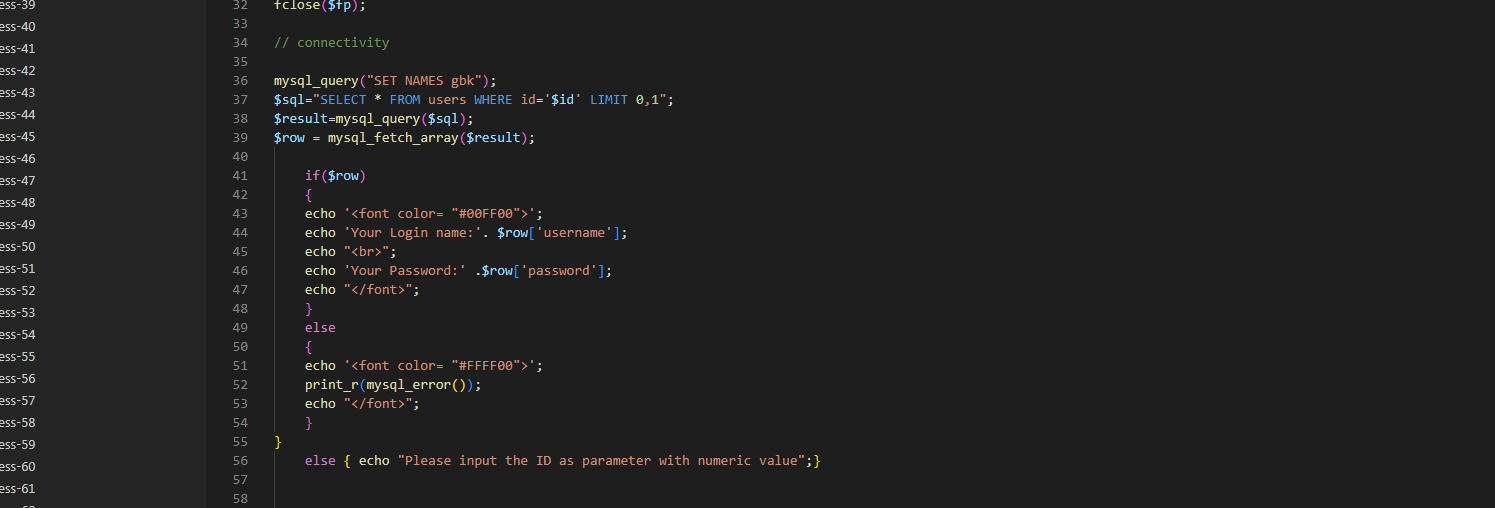 ess-39
ess-40
ess-41
ess-42
ess-43
ess-44
ess-45
ess-46
ess-47
ess-48
ess-49
ess-50
ess-51
ess-52
ess-53
ess-54
ess-55
ess-56
ess-57
ess-58
ess-59
ess-60
ess-61
32 fclose($fp);
33
34 // connectivity
35
36 mysql_query("SET NAMES gbk");
37 $sql="SELECT * FROM users WHERE id='$id' LIMIT 0,1";
38 $result=mysql_query($sql);
39 $row = mysql_fetch_array($result);
40
41 if($row)
42 {
43 echo '<font color= "#00FF00">';
44 echo 'Your Login name:'. $row['username'];
45 echo "<br>";
46 echo 'Your Password:' .$row['password'];
47 echo "</font>";
48 }
49 else
50 {
51 echo '<font color= "#FFFF00">';
52 print_r(mysql_error());
53 echo "</font>";
54 }
55 }
56 else { echo "Please input the ID as parameter with numeric value";}
57
58